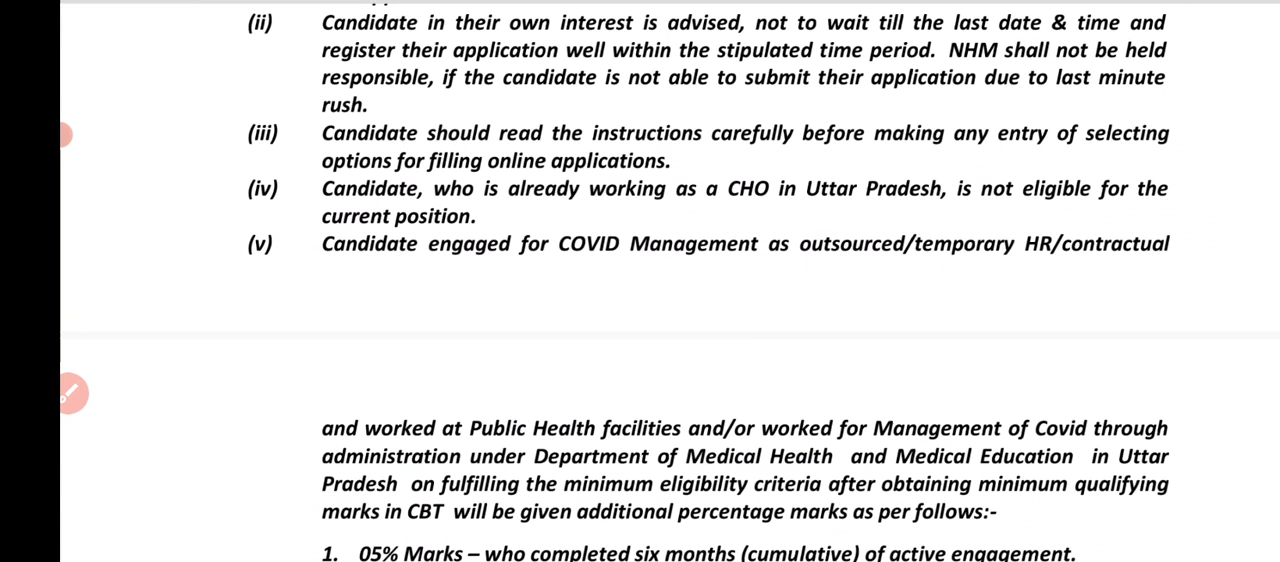 (ii) Candidate in their own interest is advised, not to wait till the last date & time and
register their application well within the stipulated time period. NHM shall not be held
responsible, if the candidate is not able to submit their application due to last minute
rush.
(iii) Candidate should read the instructions carefully before making any entry of selecting
options for filling online applications.
(iv) Candidate, who is already working as a CHO in Uttar Pradesh, is not eligible for the
current position.
(v) Candidate engaged for COVID Management as outsourced/temporary HR/contractual
and worked at Public Health facilities and/or worked for Management of Covid through
administration under Department of Medical Health and Medical Education in Uttar
Pradesh on fulfilling the minimum eligibility criteria after obtaining minimum qualifying
marks in CBT will be given additional percentage marks as per follows:-
1. 05% Marks – who completed six months (cumulative) of active engagement.